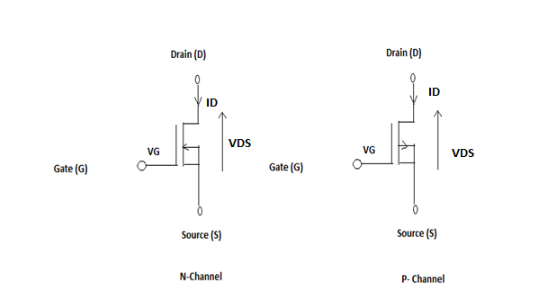 Drain (D)
ID
VG
VDS
Gate (G)
Source (S)
N-Channel
Drain (D)
ID
VG
VDS
Gate (G)
Source (S)
P- Channel